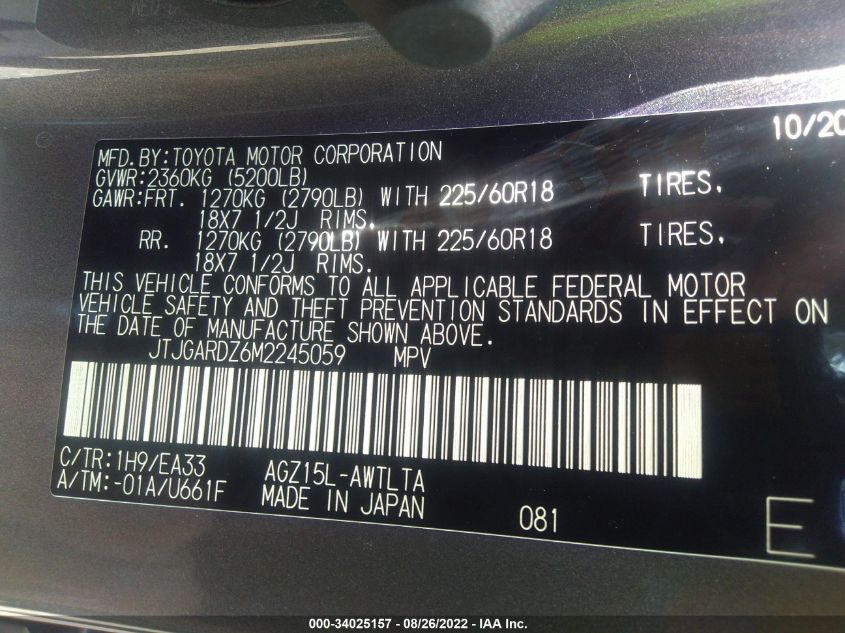 10/20
MFD.BY:TOYOTA MOTOR CORPORATION
GVWR:2360KG (5200LB)
GAWR:FRT. 1270KG (2790LB) WITH 225/60R18 TIRES,
18X7 1/2J RIMS,
RR. 1270KG (2790LB) WITH 225/60R18 TIRES,
18X7 1/2J RIMS.
THIS VEHICLE CONFORMS TO ALL APPLICABLE FEDERAL MOTOR
VEHICLE SAFETY AND THEFT PREVENTION STANDARDS IN EFFECT ON
THE DATE OF MANUFACTURE SHOWN ABOVE.
JTJGARDZ6M2245059 MPV
C/TR:1H9/EA33 AGZ15L-AWTLTA
A/TM:-01A/U661F MADE IN JAPAN 081 E
000-34025157 - 08/26/2022 - IAA Inc.